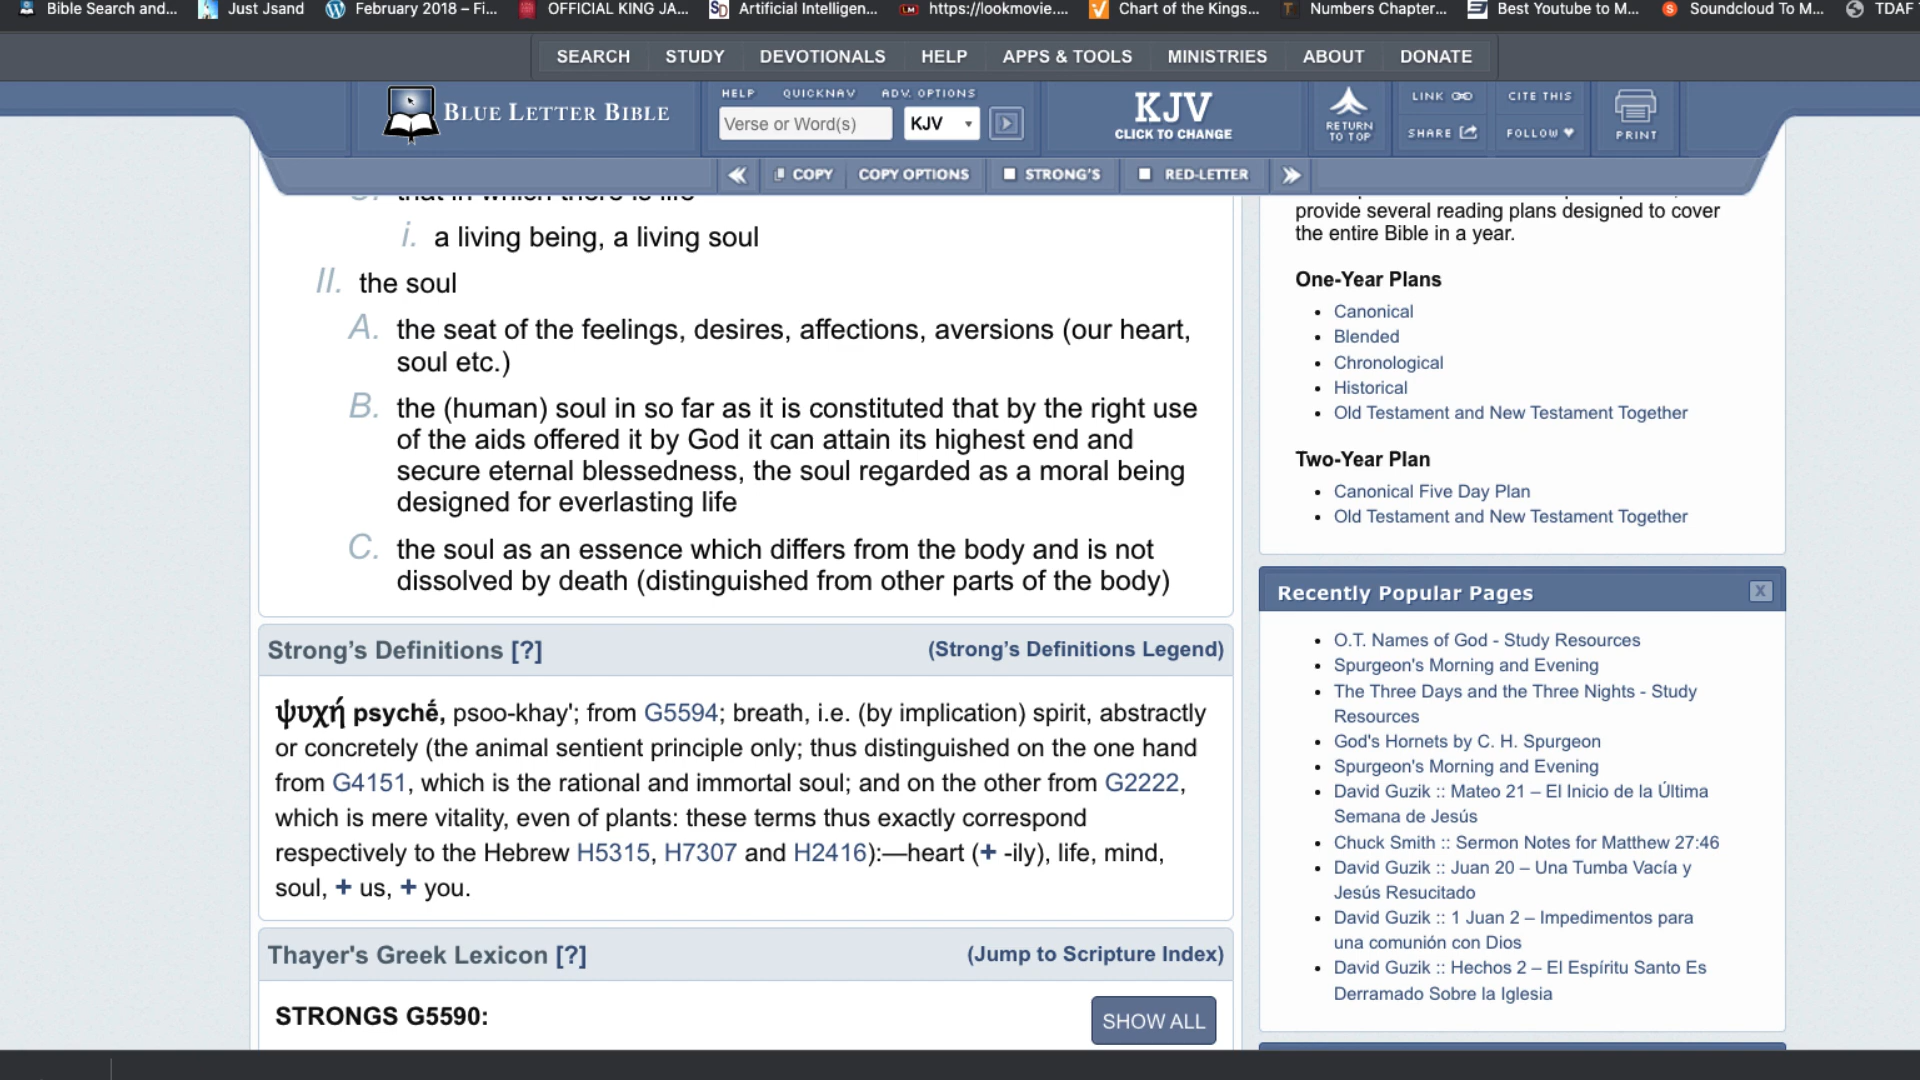 Bible Search and...
Just Jsand
February 2018 – Fi...
OFFICIAL KING JA...
SD
Artificial Intelligen...
LM
https://lookmovie....
Chart of the Kings...
T
Numbers Chapter...
Best Youtube to M...
S
Soundcloud To M...
TDAF
SEARCH
STUDY
DEVOTIONALS
HELP
APPS & TOOLS
MINISTRIES
ABOUT
DONATE
BLUE LETTER BIBLE
HELP
QUICKNAV
ADV. OPTIONS
Verse or Word(s)
KJV
KJV
CLICK TO CHANGE
RETURN
TO TOP
LINK
CITE THIS
SHARE
FOLLOW
PRINT
COPY
COPY OPTIONS
STRONG'S
RED-LETTER
that in which there is life
i. a living being, a living soul
II. the soul
A. the seat of the feelings, desires, affections, aversions (our heart,
soul etc.)
B. the (human) soul in so far as it is constituted that by the right use
of the aids offered it by God it can attain its highest end and
secure eternal blessedness, the soul regarded as a moral being
designed for everlasting life
C. the soul as an essence which differs from the body and is not
dissolved by death (distinguished from other parts of the body)
Strong’s Definitions [?]
(Strong’s Definitions Legend)
ψυχή psychḗ, psoo-khay'; from G5594; breath, i.e. (by implication) spirit, abstractly
or concretely (the animal sentient principle only; thus distinguished on the one hand
from G4151, which is the rational and immortal soul; and on the other from G2222,
which is mere vitality, even of plants: these terms thus exactly correspond
respectively to the Hebrew H5315, H7307 and H2416):—heart (+ -ily), life, mind,
soul, + us, + you.
Thayer's Greek Lexicon [?]
(Jump to Scripture Index)
STRONGS G5590:
SHOW ALL
provide several reading plans designed to cover
the entire Bible in a year.
One-Year Plans
• Canonical
• Blended
• Chronological
• Historical
• Old Testament and New Testament Together
Two-Year Plan
• Canonical Five Day Plan
• Old Testament and New Testament Together
Recently Popular Pages
X
• O.T. Names of God - Study Resources
• Spurgeon's Morning and Evening
• The Three Days and the Three Nights - Study
Resources
• God's Hornets by C. H. Spurgeon
• Spurgeon's Morning and Evening
• David Guzik :: Mateo 21 – El Inicio de la Última
Semana de Jesús
• Chuck Smith :: Sermon Notes for Matthew 27:46
• David Guzik :: Juan 20 – Una Tumba Vacía y
Jesús Resucitado
• David Guzik :: 1 Juan 2 – Impedimentos para
una comunión con Dios
• David Guzik :: Hechos 2 – El Espíritu Santo Es
Derramado Sobre la Iglesia